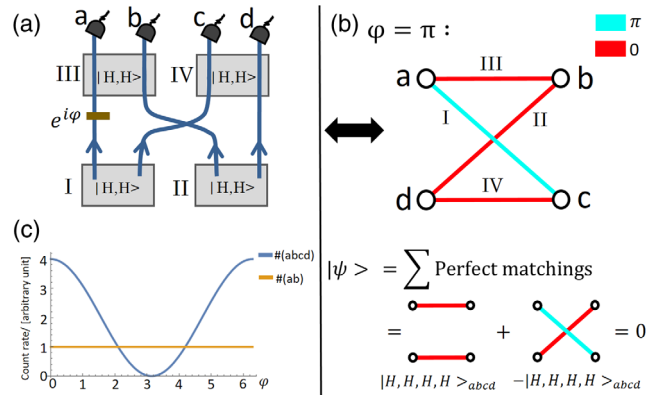 (a)
a b c d
III |H,H> IV
e^{iφ}
I |H,H> II |H,H>
(c)
#(abcd)
#(ab)
Count rate/ [arbitrary unit]
4
3
2
1
0
0 1 2 3 4 5 6 φ
(b) φ = π :
π
0
a III b
I II
d IV c
|ψ > = ∑ Perfect matchings
= + = 0
|H, H, H, H >_{abcd} −|H, H, H, H >_{abcd}